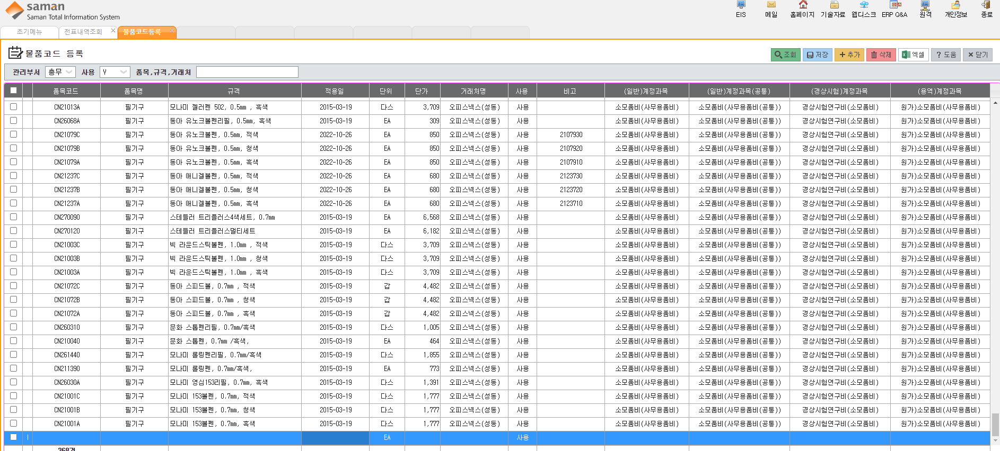 saman
Saman Total Information System
EIS 메일 홈페이지 기술자료 웹디스크 ERP Q&A 원격 개인정보 종료
초기메뉴 전표내역조회 물품코드등록
물품코드 등록
조회 저장 추가 삭제 엑셀 ? 도움 닫기
관리부서 총무 사용 Y 품목,규격,거래처
품목코드 품목명 규격 적용일 단위 단가 거래처명 사용 비고 (일반)계정과목 (일반)계정과목(공통) (경상시험)계정과목 (용역)계정과목
CN21013A 필기구 모나미 젤러펜 502, 0.5mm , 흑색 2015-03-19 다스 3,709 오피스넥스(성동) 사용 소모품비(사무용품비) 소모품비(사무용품비(공통)) 경상시험연구비(소모품비) 원가)소모품비(사무용품비)
CN26068A 필기구 동아 유노크볼펜리필, 0.5mm, 흑색 2015-03-19 EA 309 오피스넥스(성동) 사용 소모품비(사무용품비) 소모품비(사무용품비(공통)) 경상시험연구비(소모품비) 원가)소모품비(사무용품비)
CN21079C 필기구 동아 유노크볼펜, 0.5mm, 적색 2022-10-26 EA 850 오피스넥스(성동) 사용 2107930 소모품비(사무용품비) 소모품비(사무용품비(공통)) 경상시험연구비(소모품비) 원가)소모품비(사무용품비)
CN21079B 필기구 동아 유노크볼펜, 0.5mm, 청색 2022-10-26 EA 850 오피스넥스(성동) 사용 2107920 소모품비(사무용품비) 소모품비(사무용품비(공통)) 경상시험연구비(소모품비) 원가)소모품비(사무용품비)
CN21079A 필기구 동아 유노크볼펜, 0.5mm, 흑색 2022-10-26 EA 850 오피스넥스(성동) 사용 2107910 소모품비(사무용품비) 소모품비(사무용품비(공통)) 경상시험연구비(소모품비) 원가)소모품비(사무용품비)
CN21237C 필기구 동아 애니겔볼펜, 0.5mm, 적색 2022-10-26 EA 680 오피스넥스(성동) 사용 2123730 소모품비(사무용품비) 소모품비(사무용품비(공통)) 경상시험연구비(소모품비) 원가)소모품비(사무용품비)
CN21237B 필기구 동아 애니겔볼펜, 0.5mm, 청색 2022-10-26 EA 680 오피스넥스(성동) 사용 2123720 소모품비(사무용품비) 소모품비(사무용품비(공통)) 경상시험연구비(소모품비) 원가)소모품비(사무용품비)
CN21237A 필기구 동아 애니겔볼펜, 0.5mm, 흑색 2022-10-26 EA 680 오피스넥스(성동) 사용 2123710 소모품비(사무용품비) 소모품비(사무용품비(공통)) 경상시험연구비(소모품비) 원가)소모품비(사무용품비)
CN270090 필기구 스테들러 트리플러스4색세트, 0.7mm 2015-03-19 EA 6,568 오피스넥스(성동) 사용 소모품비(사무용품비) 소모품비(사무용품비(공통)) 경상시험연구비(소모품비) 원가)소모품비(사무용품비)
CN270120 필기구 스테들러 트리플러스멀티세트 2015-03-19 EA 6,182 오피스넥스(성동) 사용 소모품비(사무용품비) 소모품비(사무용품비(공통)) 경상시험연구비(소모품비) 원가)소모품비(사무용품비)
CN21003C 필기구 빅 라운드스틱볼펜, 1.0mm , 적색 2015-03-19 다스 3,709 오피스넥스(성동) 사용 소모품비(사무용품비) 소모품비(사무용품비(공통)) 경상시험연구비(소모품비) 원가)소모품비(사무용품비)
CN21003B 필기구 빅 라운드스틱볼펜, 1.0mm , 청색 2015-03-19 다스 3,709 오피스넥스(성동) 사용 소모품비(사무용품비) 소모품비(사무용품비(공통)) 경상시험연구비(소모품비) 원가)소모품비(사무용품비)
CN21003A 필기구 빅 라운드스틱볼펜, 1.0mm , 흑색 2015-03-19 다스 3,709 오피스넥스(성동) 사용 소모품비(사무용품비) 소모품비(사무용품비(공통)) 경상시험연구비(소모품비) 원가)소모품비(사무용품비)
CN21072C 필기구 동아 스피드볼, 0.7mm , 적색 2015-03-19 갑 4,482 오피스넥스(성동) 사용 소모품비(사무용품비) 소모품비(사무용품비(공통)) 경상시험연구비(소모품비) 원가)소모품비(사무용품비)
CN21072B 필기구 동아 스피드볼, 0.7mm , 청색 2015-03-19 갑 4,482 오피스넥스(성동) 사용 소모품비(사무용품비) 소모품비(사무용품비(공통)) 경상시험연구비(소모품비) 원가)소모품비(사무용품비)
CN21072A 필기구 동아 스피드볼, 0.7mm , 흑색 2015-03-19 갑 4,482 오피스넥스(성동) 사용 소모품비(사무용품비) 소모품비(사무용품비(공통)) 경상시험연구비(소모품비) 원가)소모품비(사무용품비)
CN260310 필기구 문화 스톰펜리필, 0.7mm/흑색 2015-03-19 다스 1,005 오피스넥스(성동) 사용 소모품비(사무용품비) 소모품비(사무용품비(공통)) 경상시험연구비(소모품비) 원가)소모품비(사무용품비)
CN210040 필기구 문화 스톰펜, 0.7mm /흑색, 2015-03-19 EA 464 오피스넥스(성동) 사용 소모품비(사무용품비) 소모품비(사무용품비(공통)) 경상시험연구비(소모품비) 원가)소모품비(사무용품비)
CN261440 필기구 모나미 롤링펜리필, 0.7mm/흑색 2015-03-19 다스 1,855 오피스넥스(성동) 사용 소모품비(사무용품비) 소모품비(사무용품비(공통)) 경상시험연구비(소모품비) 원가)소모품비(사무용품비)
CN211390 필기구 모나미 롤링펜, 0.7mm/흑색, 2015-03-19 EA 773 오피스넥스(성동) 사용 소모품비(사무용품비) 소모품비(사무용품비(공통)) 경상시험연구비(소모품비) 원가)소모품비(사무용품비)
CN26030A 필기구 모나미 영심153리필, 0.7mm, 흑색 2015-03-19 다스 1,391 오피스넥스(성동) 사용 소모품비(사무용품비) 소모품비(사무용품비(공통)) 경상시험연구비(소모품비) 원가)소모품비(사무용품비)
CN21001C 필기구 모나미 153볼펜, 0.7mm, 적색 2015-03-19 다스 1,777 오피스넥스(성동) 사용 소모품비(사무용품비) 소모품비(사무용품비(공통)) 경상시험연구비(소모품비) 원가)소모품비(사무용품비)
CN21001B 필기구 모나미 153볼펜, 0.7mm, 청색 2015-03-19 다스 1,777 오피스넥스(성동) 사용 소모품비(사무용품비) 소모품비(사무용품비(공통)) 경상시험연구비(소모품비) 원가)소모품비(사무용품비)
CN21001A 필기구 모나미 153볼펜, 0.7mm, 흑색 2015-03-19 다스 1,777 오피스넥스(성동) 사용 소모품비(사무용품비) 소모품비(사무용품비(공통)) 경상시험연구비(소모품비) 원가)소모품비(사무용품비)
I EA 사용
368건